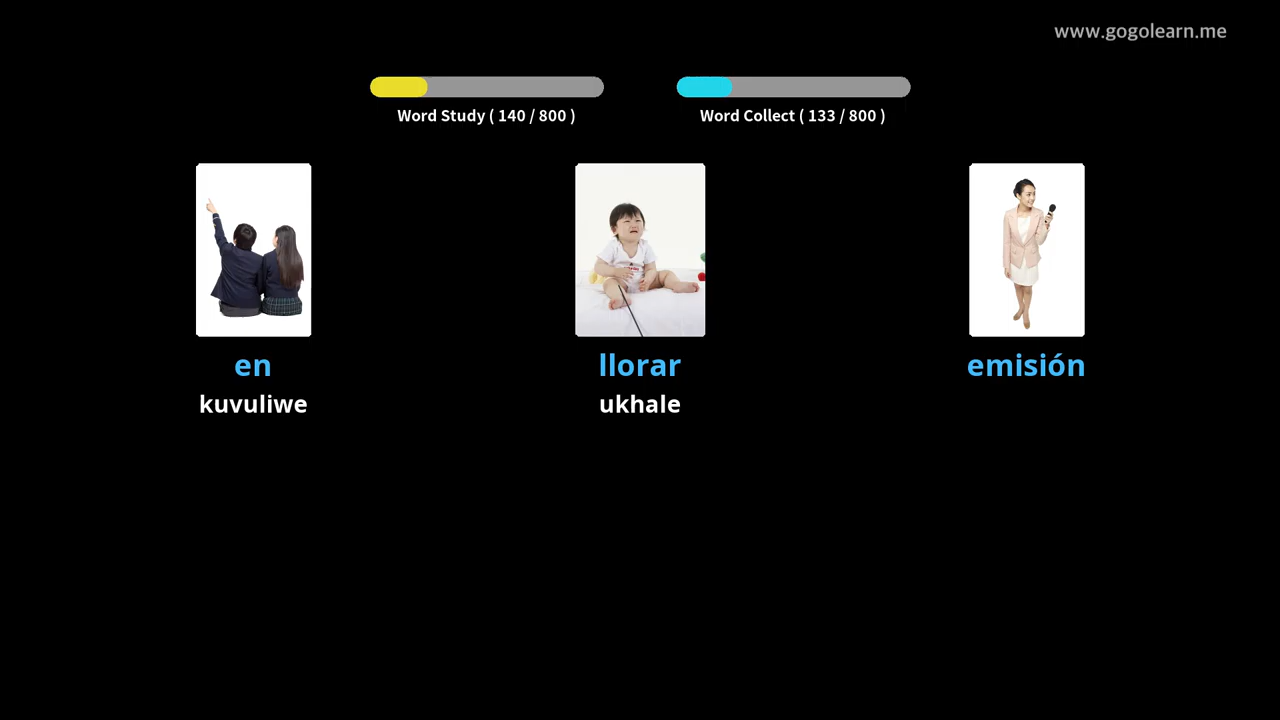 www.gogolearn.me
Word Study ( 140 / 800 )
Word Collect ( 133 / 800 )
en
kuvuliwe
llorar
ukhale
emisión